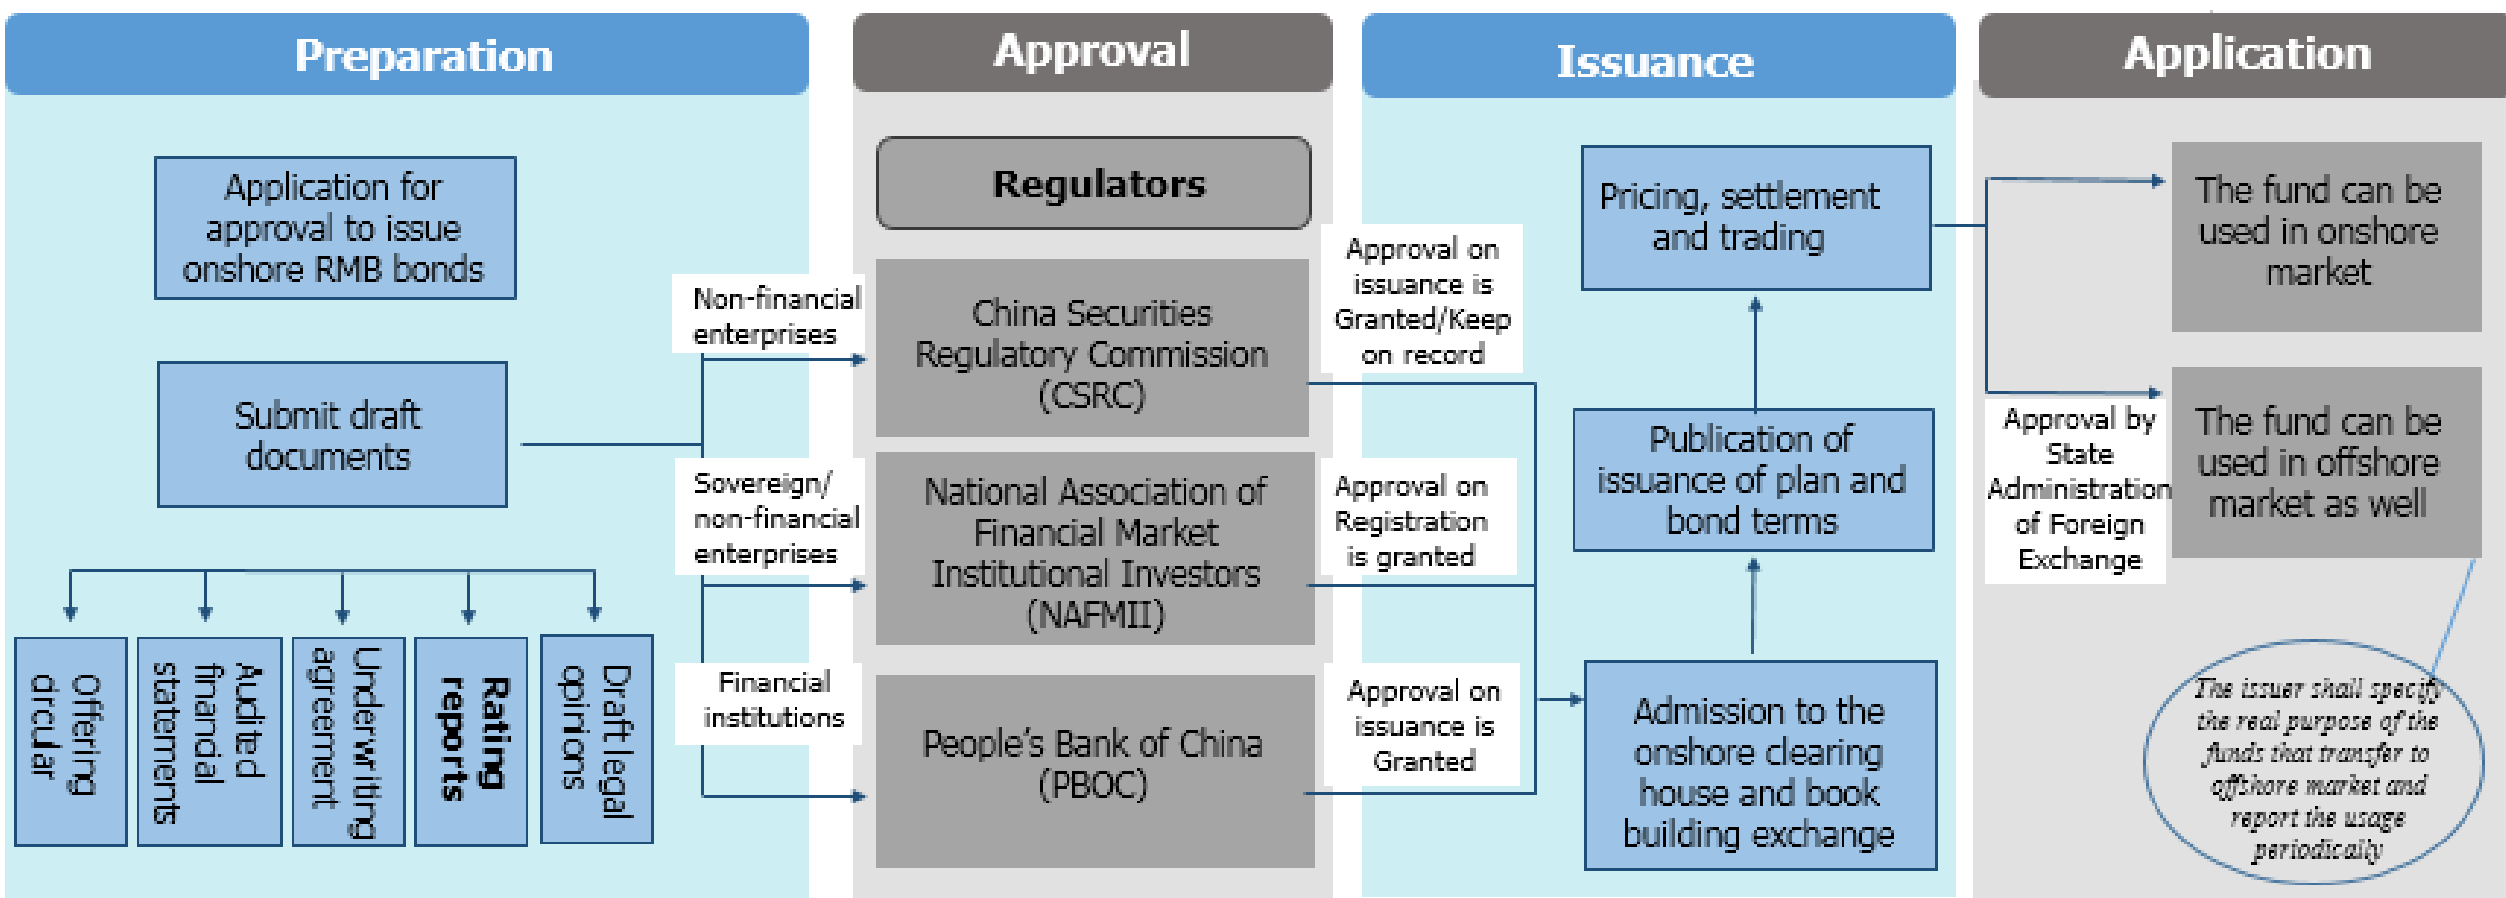 Preparation
Application for
approval to issue
onshore RMB bonds
Submit draft
documents
Offering
circular
Audited
financial
statements
Underwriting
agreement
Rating
reports
Draft legal
opinions
Non-financial
enterprises
Sovereign/
non-financial
enterprises
Financial
institutions
Approval
Regulators
China Securities
Regulatory Commission
(CSRC)
National Association of
Financial Market
Institutional Investors
(NAFMII)
People's Bank of China
(PBOC)
Approval on
issuance is
Granted/Keep
on record
Approval on
Registration
is granted
Approval on
issuance is
Granted
Issuance
Pricing, settlement
and trading
Publication of
issuance of plan and
bond terms
Admission to the
onshore clearing
house and book
building exchange
Application
The fund can be
used in onshore
market
Approval by
State
Administration
of Foreign
Exchange
The fund can be
used in offshore
market as well
The issuer shall specify
the real purpose of the
funds that transfer to
offshore market and
report the usage
periodically